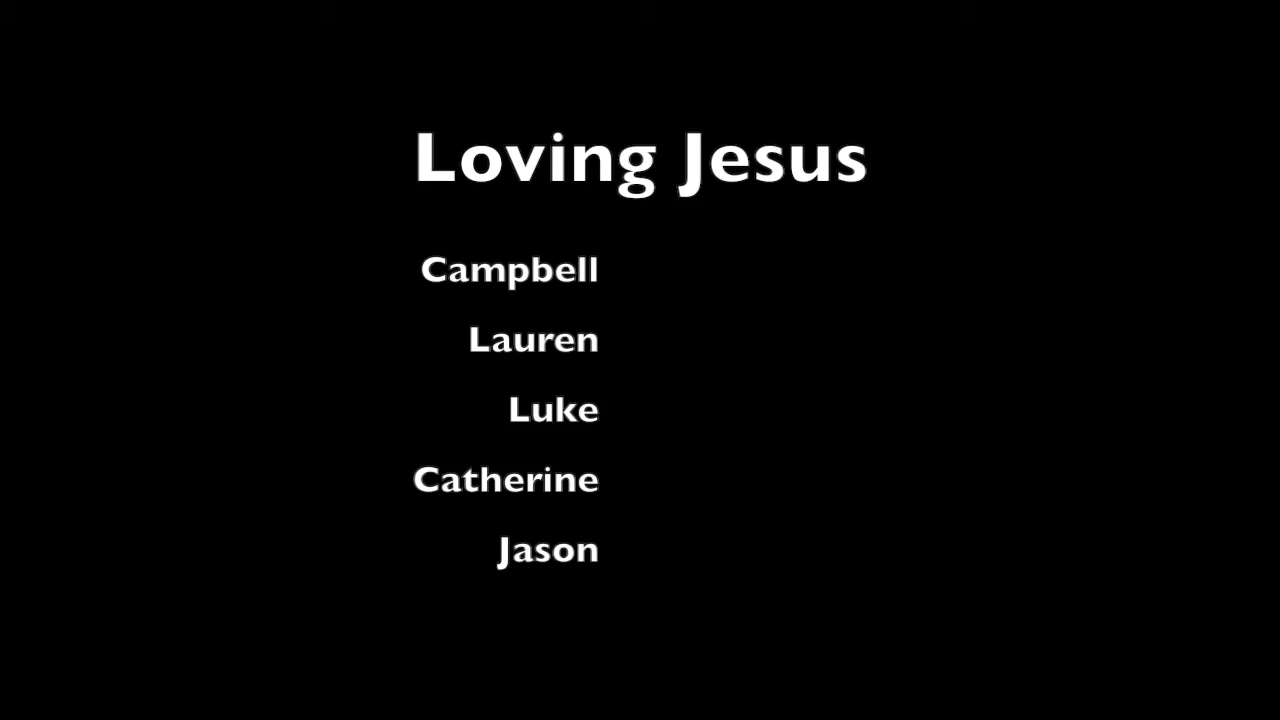 Loving Jesus
Campbell
Lauren
Luke
Catherine
Jason